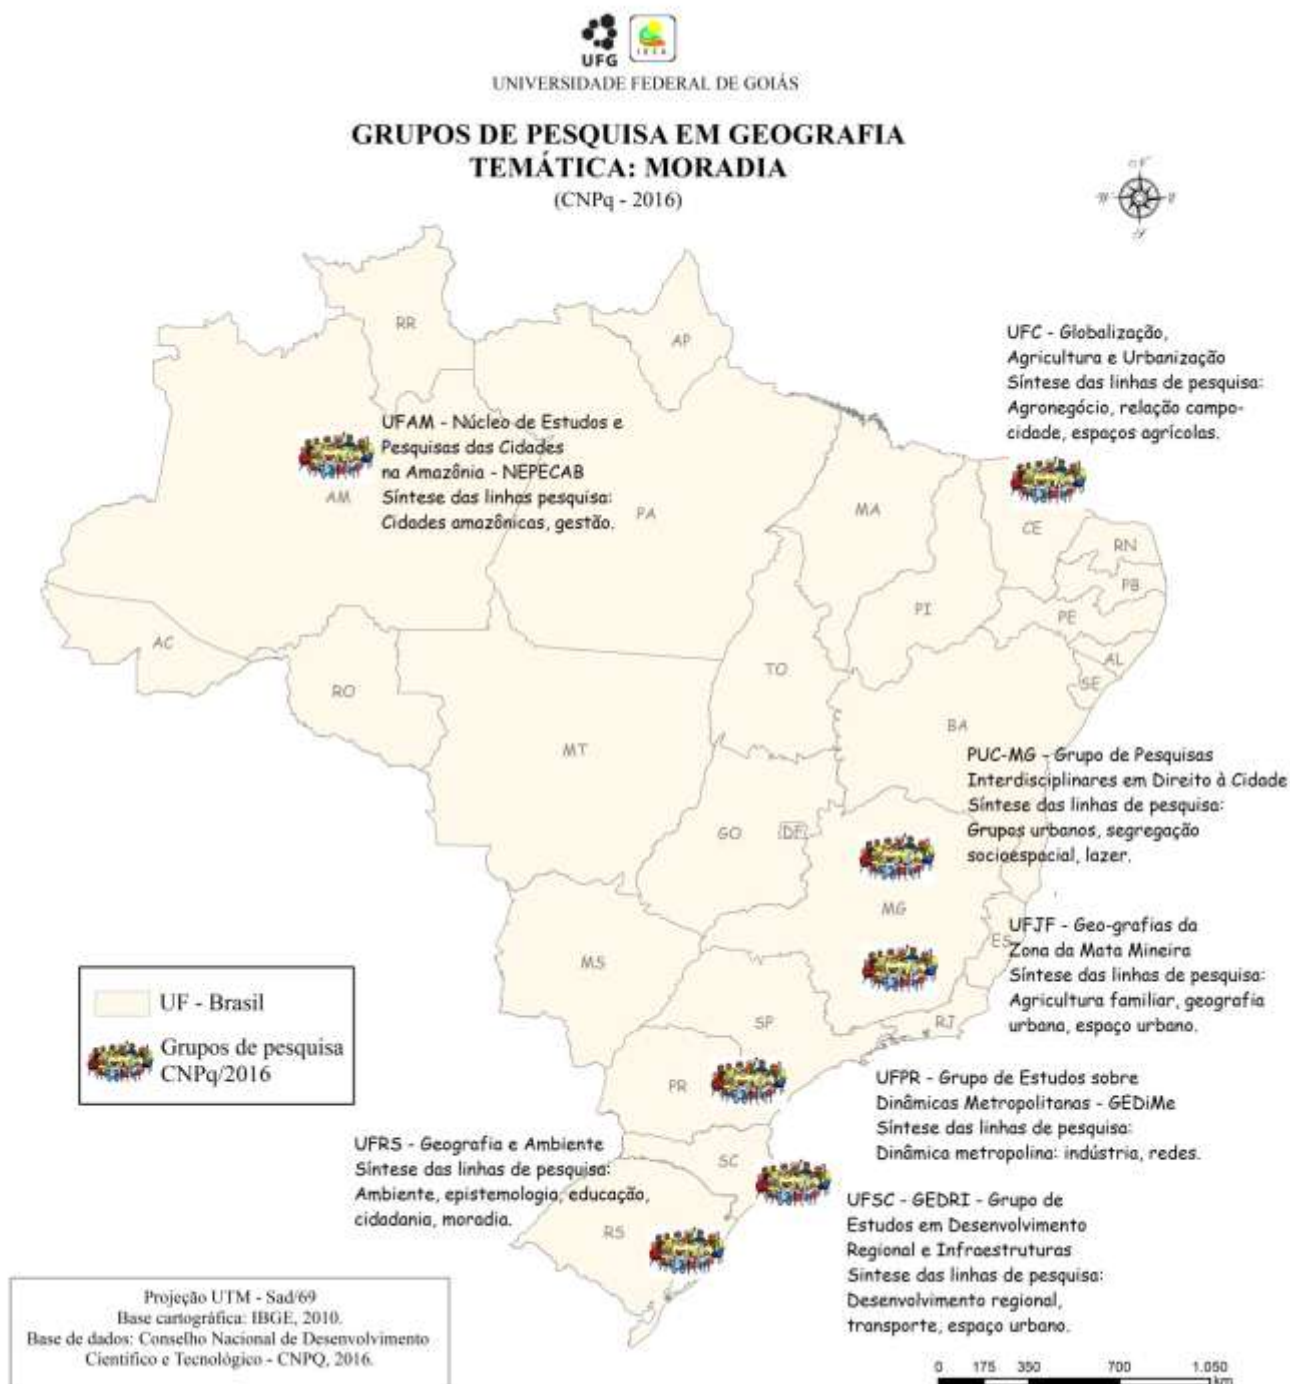 UFG
UNIVERSIDADE FEDERAL DE GOIÁS
GRUPOS DE PESQUISA EM GEOGRAFIA
TEMÁTICA: MORADIA
(CNPq - 2016)
RR
AP
UFC - Globalização,
Agricultura e Urbanização
Síntese das linhas de pesquisa:
Agronegócio, relação campo-
cidade, espaços agrícolas.
UFAM - Núcleo de Estudos e
Pesquisas das Cidades
na Amazônia - NEPECAB
Síntese das linhas pesquisa:
Cidades amazônicas, gestão.
AM
PA
MA
CE
RN
PB
PI
PE
AC
AL
TO
SE
RO
BA
MT
PUC-MG - Grupo de Pesquisas
Interdisciplinares em Direito à Cidade
Síntese das linhas de pesquisa:
Grupos urbanos, segregação
socioespacial, lazer.
GO
DF
MG
ES
UFJF - Geo-grafias da
Zona da Mata Mineira
Síntese das linhas de pesquisa:
Agricultura familiar, geografia
urbana, espaço urbano.
MS
SP
RJ
UF - Brasil
Grupos de pesquisa
CNPq/2016
PR
UFPR - Grupo de Estudos sobre
Dinâmicas Metropolitanas - GEDiMe
Síntese das linhas de pesquisa:
Dinâmica metropolina: indústria, redes.
UFRS - Geografia e Ambiente
Síntese das linhas de pesquisa:
Ambiente, epistemologia, educação,
cidadania, moradia.
SC
RS
UFSC - GEDRI - Grupo de
Estudos em Desenvolvimento
Regional e Infraestruturas
Sintese das linhas de pesquisa:
Desenvolvimento regional,
transporte, espaço urbano.
Projeção UTM - Sad/69
Base cartográfica: IBGE, 2010.
Base de dados: Conselho Nacional de Desenvolvimento
Científico e Tecnológico - CNPQ, 2016.
0 175 350 700 1.050
km